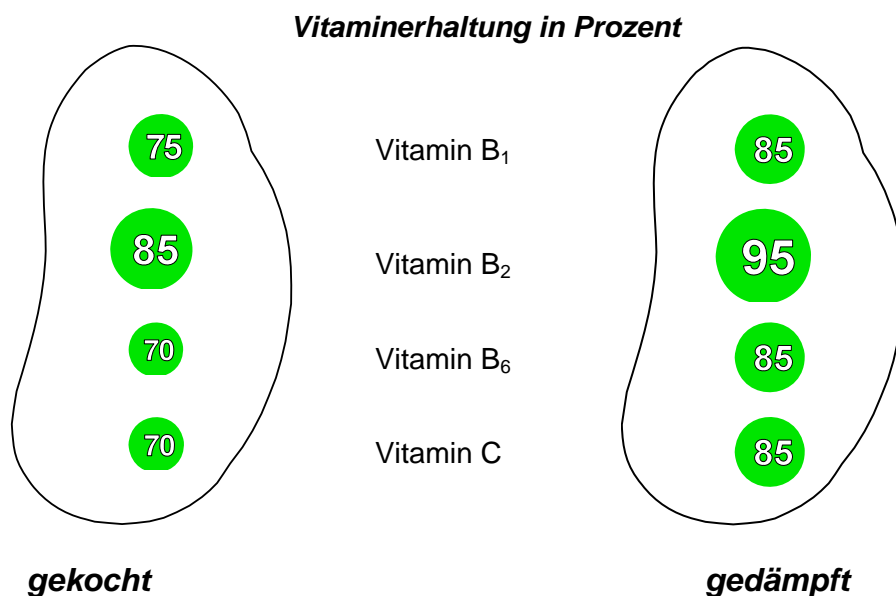 Vitaminerhaltung in Prozent
75 Vitamin B₁ 85
85 Vitamin B₂ 95
70 Vitamin B₆ 85
70 Vitamin C 85
gekocht gedämpft